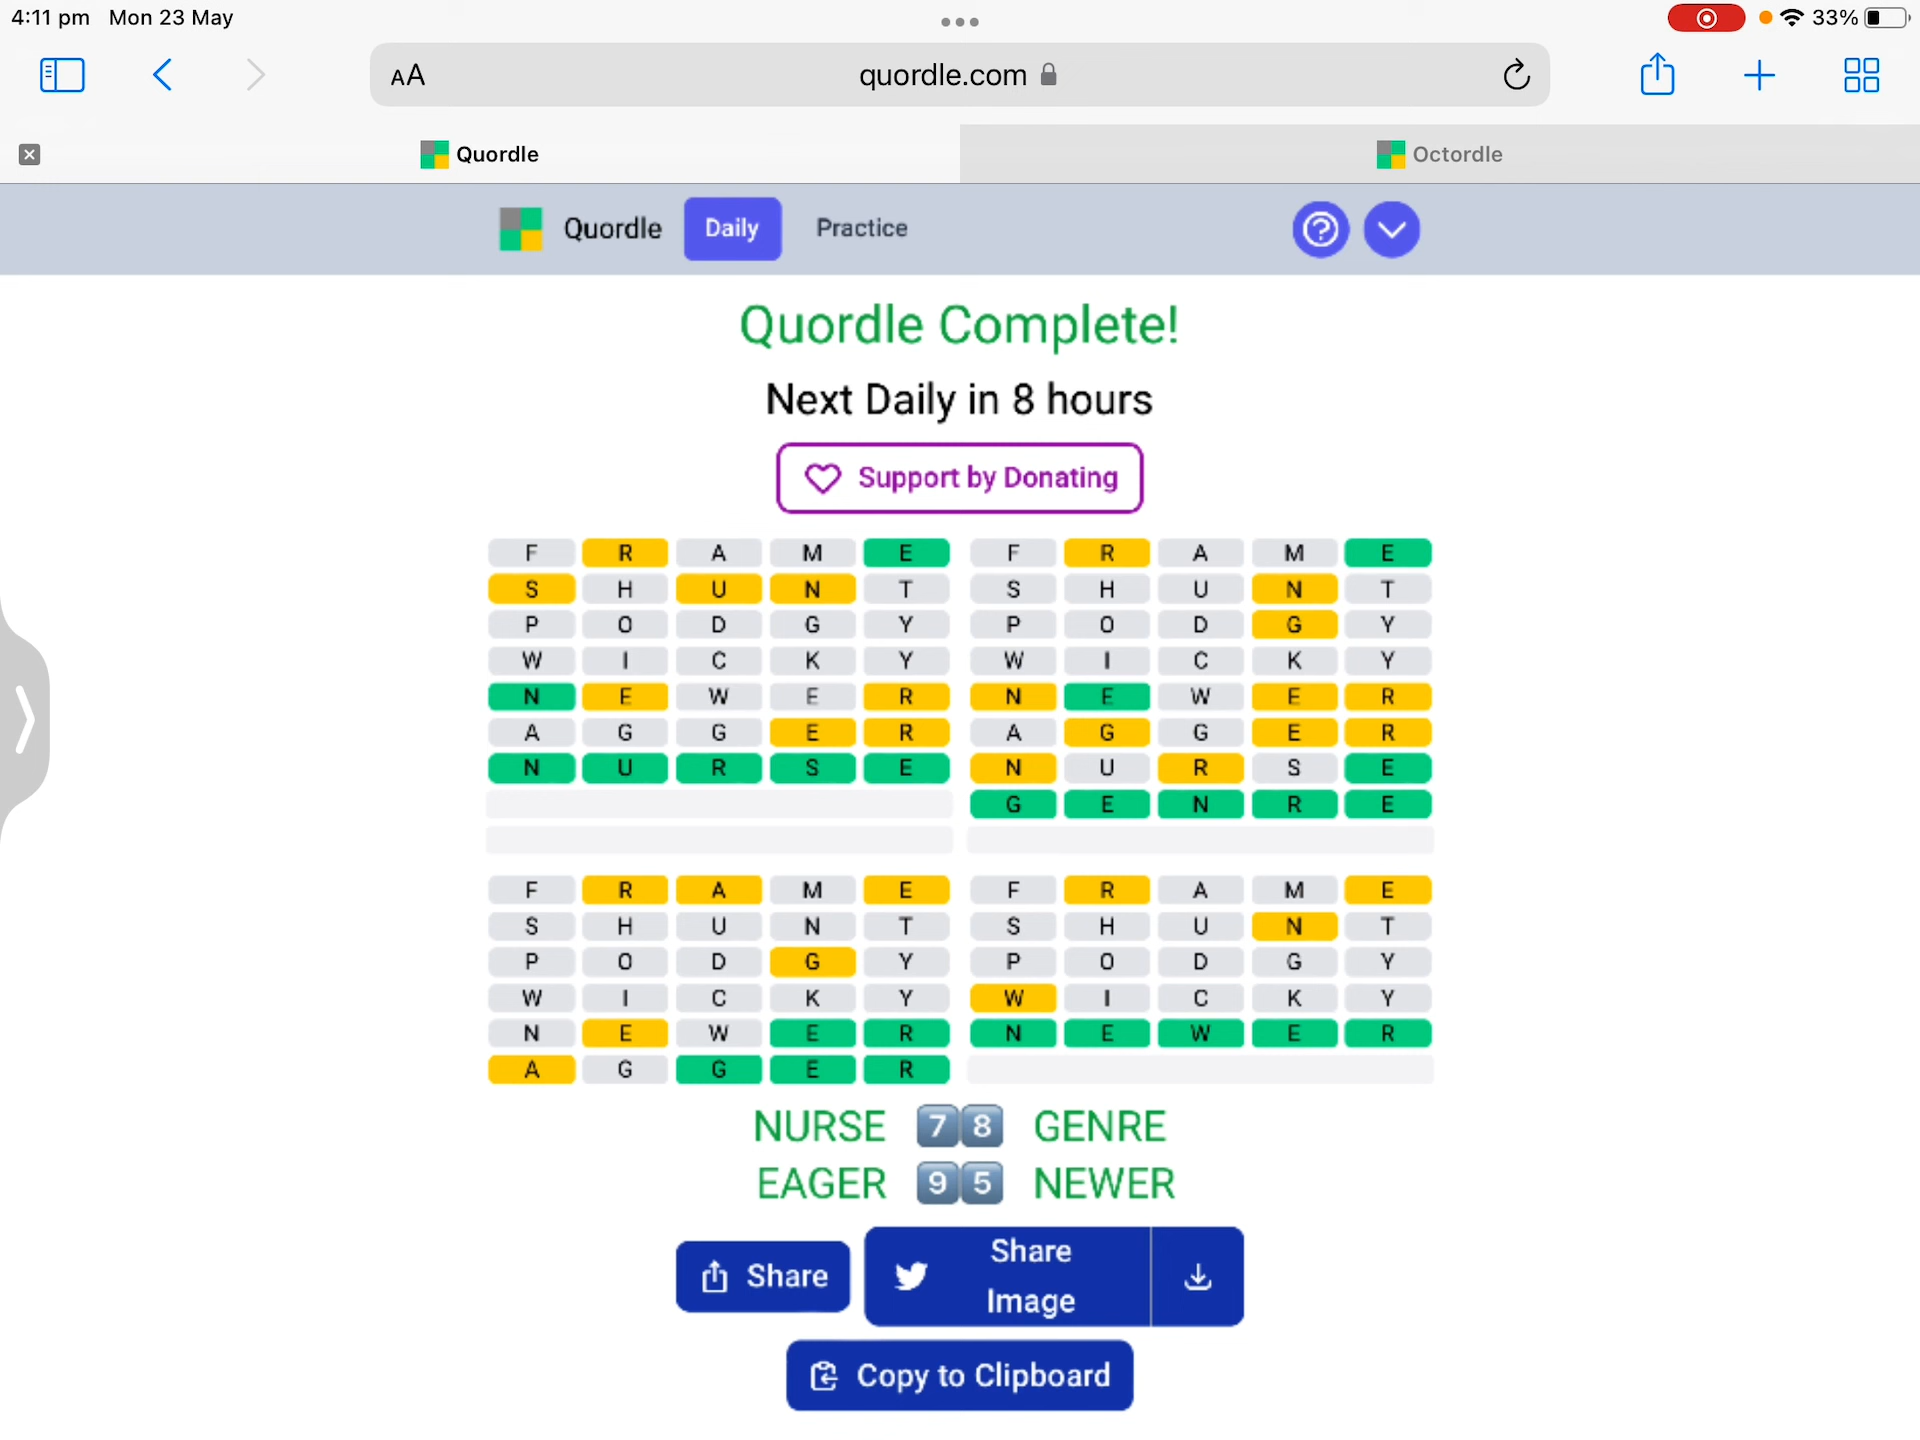 4:11 pm Mon 23 May 33%
AA quordle.com
Quordle Octordle
Quordle Daily Practice
Quordle Complete!
Next Daily in 8 hours
Support by Donating
F R A M E F R A M E
S H U N T S H U N T
P O D G Y P O D G Y
W I C K Y W I C K Y
N E W E R N E W E R
A G G E R A G G E R
N U R S E N U R S E
G E N R E
F R A M E F R A M E
S H U N T S H U N T
P O D G Y P O D G Y
W I C K Y W I C K Y
N E W E R N E W E R
A G G E R
NURSE 7 8 GENRE
EAGER 9 5 NEWER
Share Share Image
Copy to Clipboard